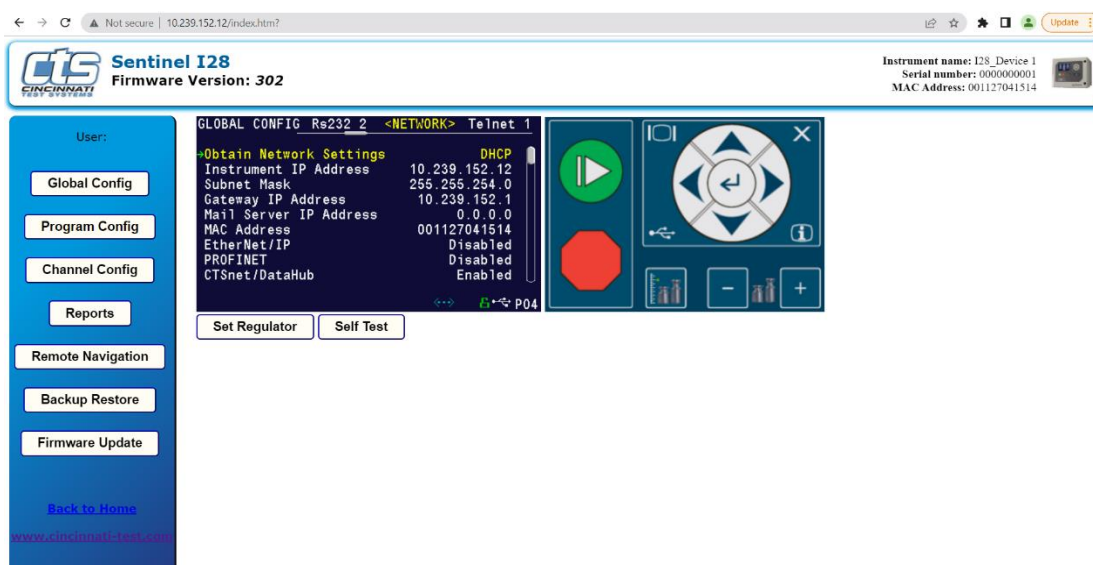 Not secure | 10.239.152.12/index.htm?
Update
cts
CINCINNATI
TEST SYSTEMS
Sentinel I28
Firmware Version: 302
Instrument name: I28_Device 1
Serial number: 0000000001
MAC Address: 001127041514
User:
Global Config
Program Config
Channel Config
Reports
Remote Navigation
Backup Restore
Firmware Update
Back to Home
www.cincinnati-test.com
GLOBAL CONFIG Rs232 2 <NETWORK> Telnet 1
Obtain Network Settings DHCP
Instrument IP Address 10.239.152.12
Subnet Mask 255.255.254.0
Gateway IP Address 10.239.152.1
Mail Server IP Address 0.0.0.0
MAC Address 001127041514
EtherNet/IP Disabled
PROFINET Disabled
CTSnet/DataHub Enabled
P04
Set Regulator Self Test